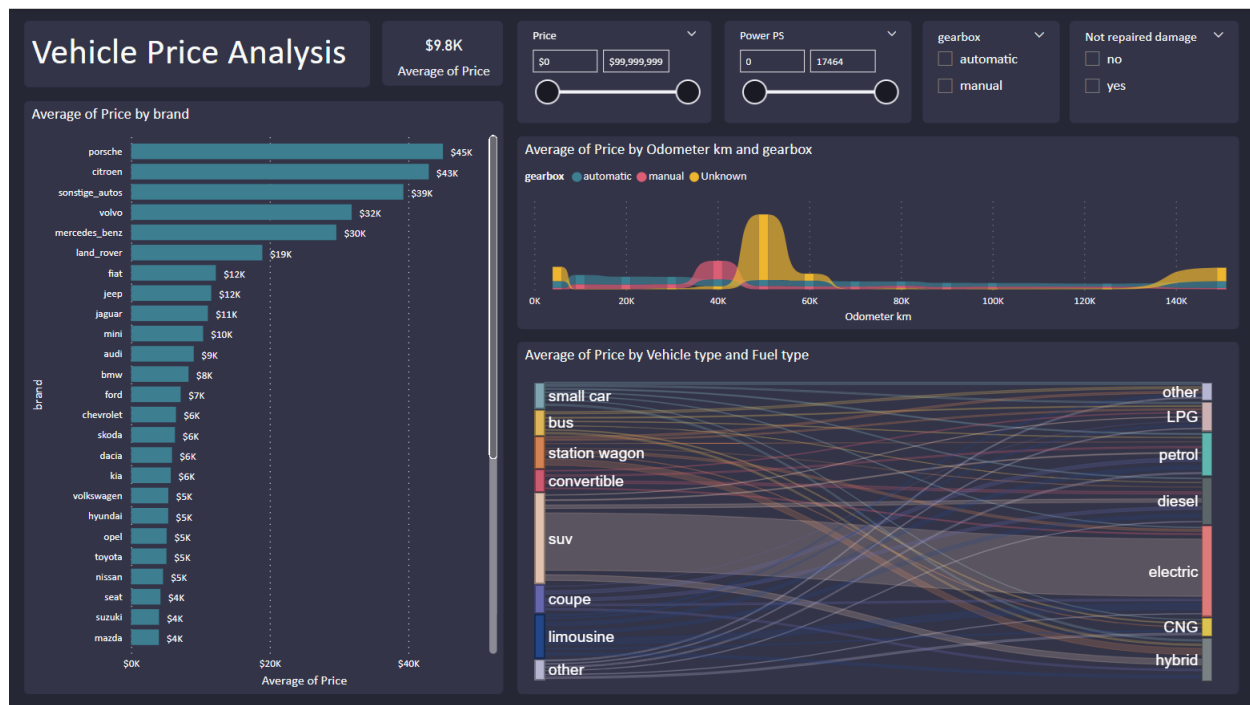 Vehicle Price Analysis
$9.8K
Average of Price
Price
$0
$99,999,999
Power PS
0
17464
gearbox
automatic
manual
Not repaired damage
no
yes
Average of Price by brand
brand
porsche $45K
citroen $43K
sonstige_autos $39K
volvo $32K
mercedes_benz $30K
land_rover $19K
fiat $12K
jeep $12K
jaguar $11K
mini $10K
audi $9K
bmw $8K
ford $7K
chevrolet $6K
skoda $6K
dacia $6K
kia $6K
volkswagen $5K
hyundai $5K
opel $5K
toyota $5K
nissan $5K
seat $4K
suzuki $4K
mazda $4K
$0K $20K $40K
Average of Price
Average of Price by Odometer km and gearbox
gearbox automatic manual Unknown
0K 20K 40K 60K 80K 100K 120K 140K
Odometer km
Average of Price by Vehicle type and Fuel type
small car
bus
station wagon
convertible
suv
coupe
limousine
other
other
LPG
petrol
diesel
electric
CNG
hybrid